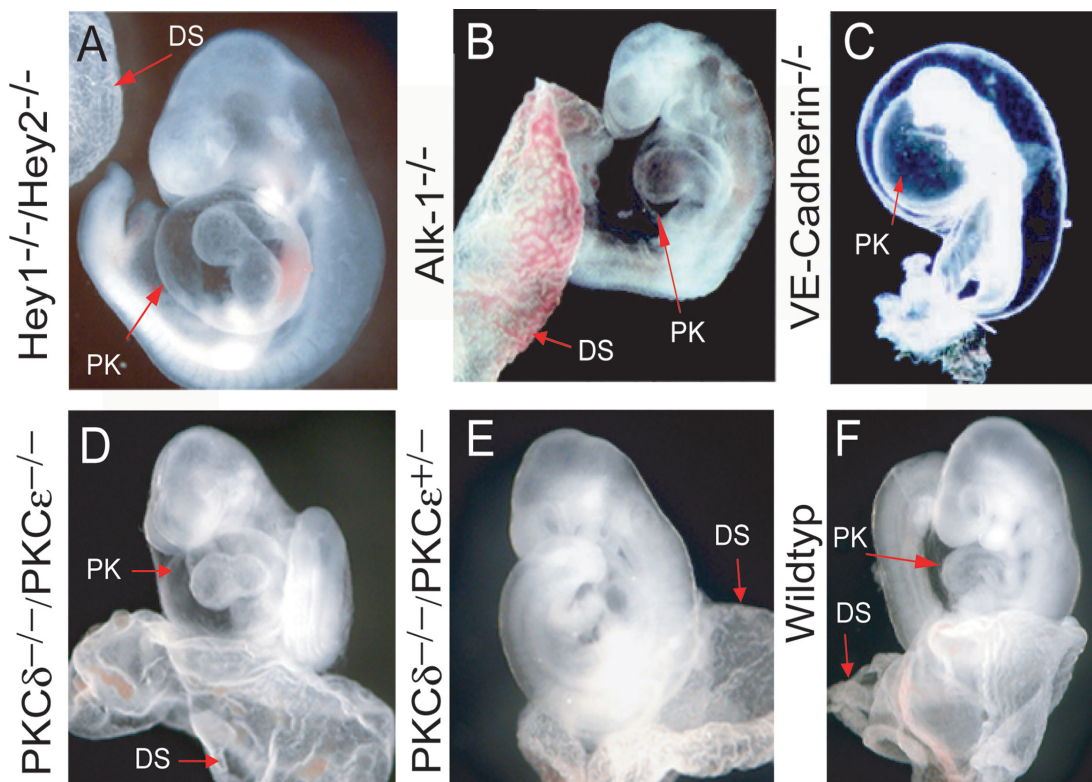 Hey1-/-/Hey2-/-
A
DS
PK
Alk-1-/-
B
DS
PK
VE-Cadherin-/-
C
PK
PKCδ−/−/PKCε−/−
D
PK
DS
PKCδ−/−/PKCε+/−
E
DS
Wildtyp
F
PK
DS